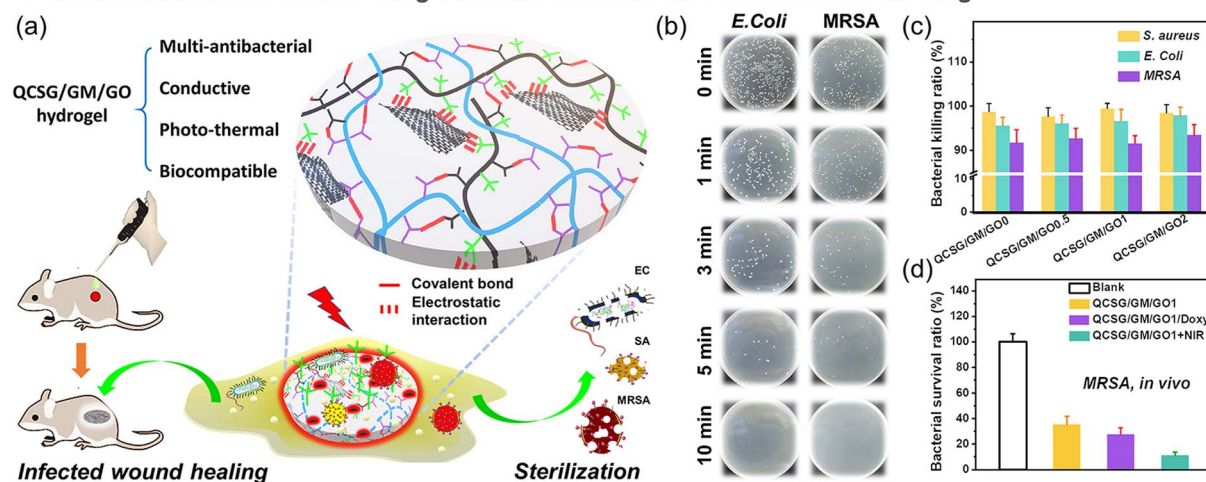 (a)
QCSG/GM/GO
hydrogel
Multi-antibacterial
Conductive
Photo-thermal
Biocompatible
Covalent bond
Electrostatic
interaction
EC
SA
MRSA
Infected wound healing
Sterilization
(b)
E.Coli
MRSA
0 min
1 min
3 min
5 min
10 min
(c)
Bacterial killing ratio (%)
100
90
10
0
S. aureus
E. Coli
MRSA
QCSG/GM/GO0
QCSG/GM/GO0.5
QCSG/GM/GO1
QCSG/GM/GO2
(d)
Bacterial survival ratio (%)
140
120
100
80
60
40
20
0
Blank
QCSG/GM/GO1
QCSG/GM/GO1/Doxy
QCSG/GM/GO1+NIR
MRSA, in vivo